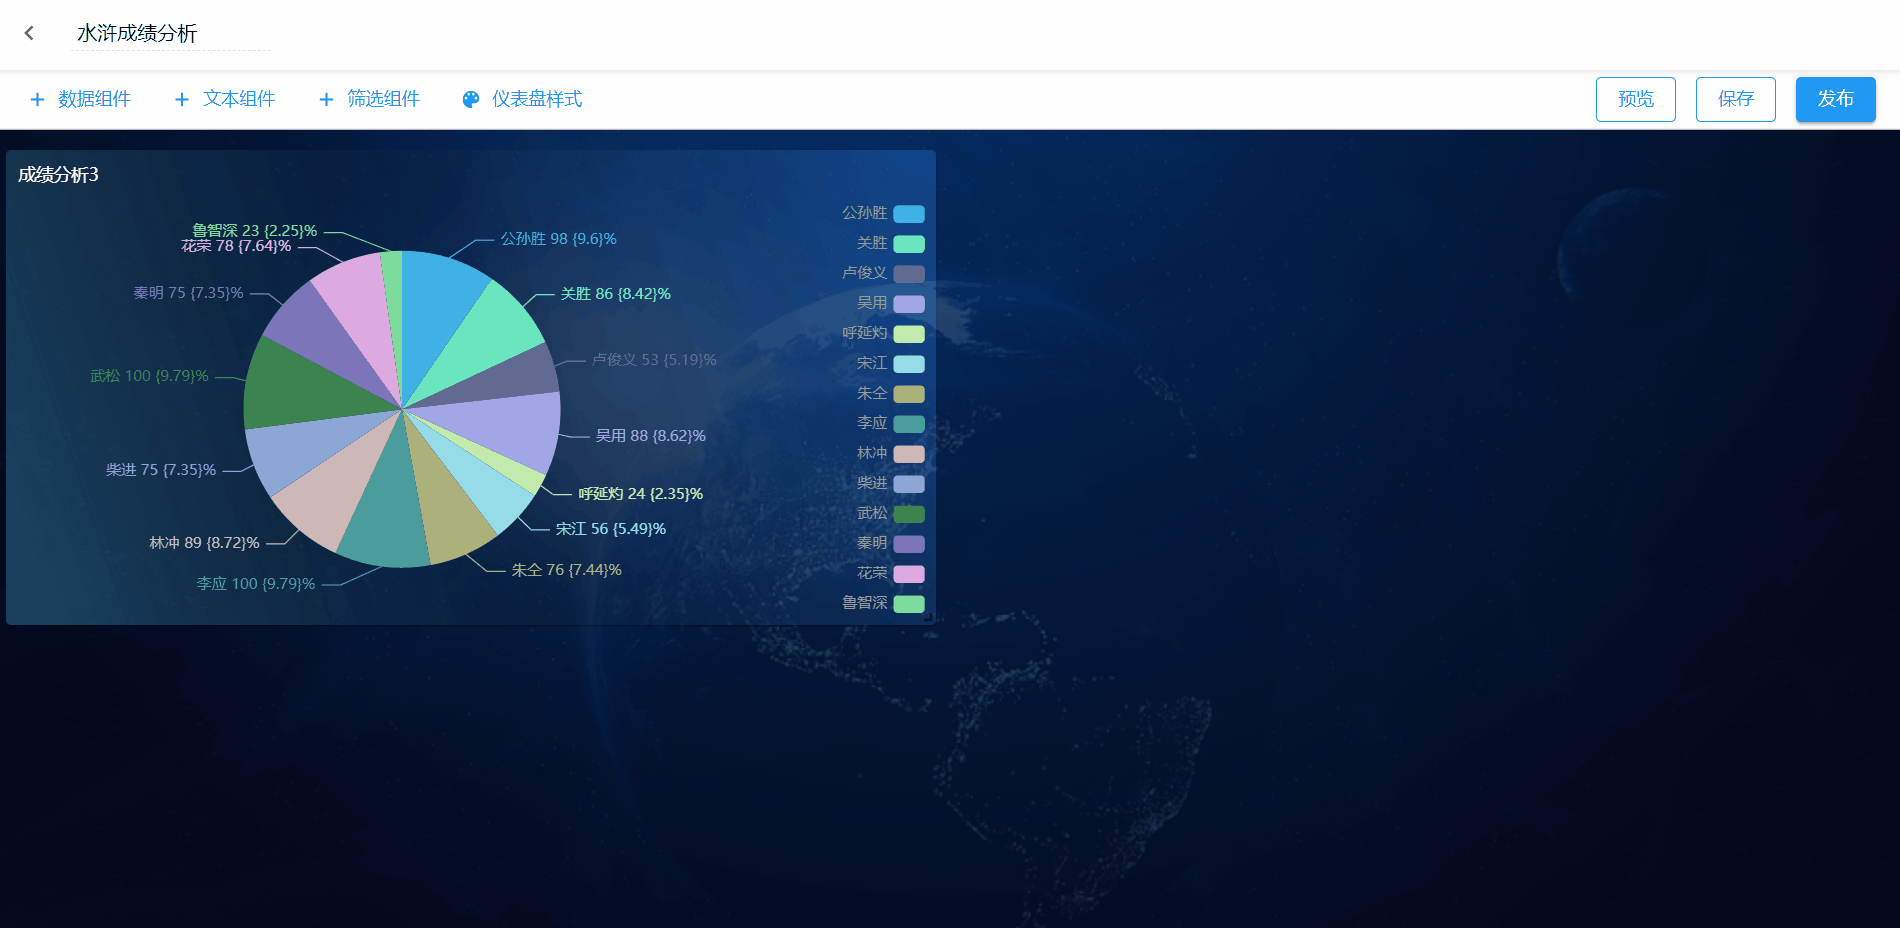 水浒成绩分析
数据组件
文本组件
筛选组件
仪表盘样式
预览
保存
发布
成绩分析3
鲁智深 23 {2.25}%
花荣 78 {7.64}%
秦明 75 {7.35}%
武松 100 {9.79}%
柴进 75 {7.35}%
林冲 89 {8.72}%
李应 100 {9.79}%
公孙胜 98 {9.6}%
关胜 86 {8.42}%
卢俊义 53 {5.19}%
吴用 88 {8.62}%
呼延灼 24 {2.35}%
宋江 56 {5.49}%
朱仝 76 {7.44}%
公孙胜
关胜
卢俊义
吴用
呼延灼
宋江
朱仝
李应
林冲
柴进
武松
秦明
花荣
鲁智深